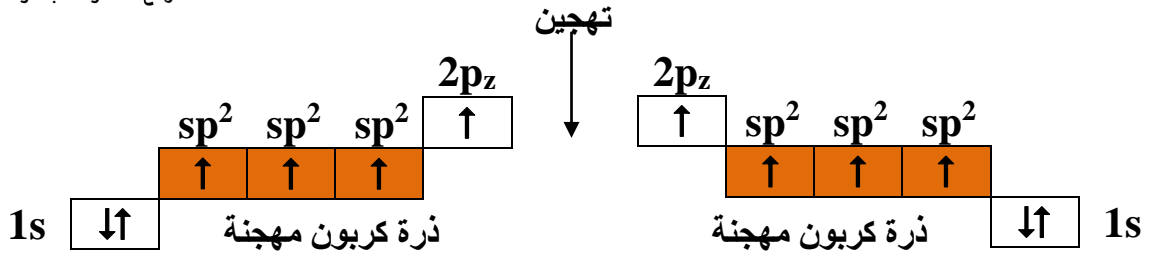 تهجين
2pz 2pz
sp² sp² sp² ↑ ↑ sp² sp² sp²
↑ ↑ ↑ ↑ ↑ ↑
1s ↓↑ ذرة كربون مهجنة ذرة كربون مهجنة ↓↑ 1s